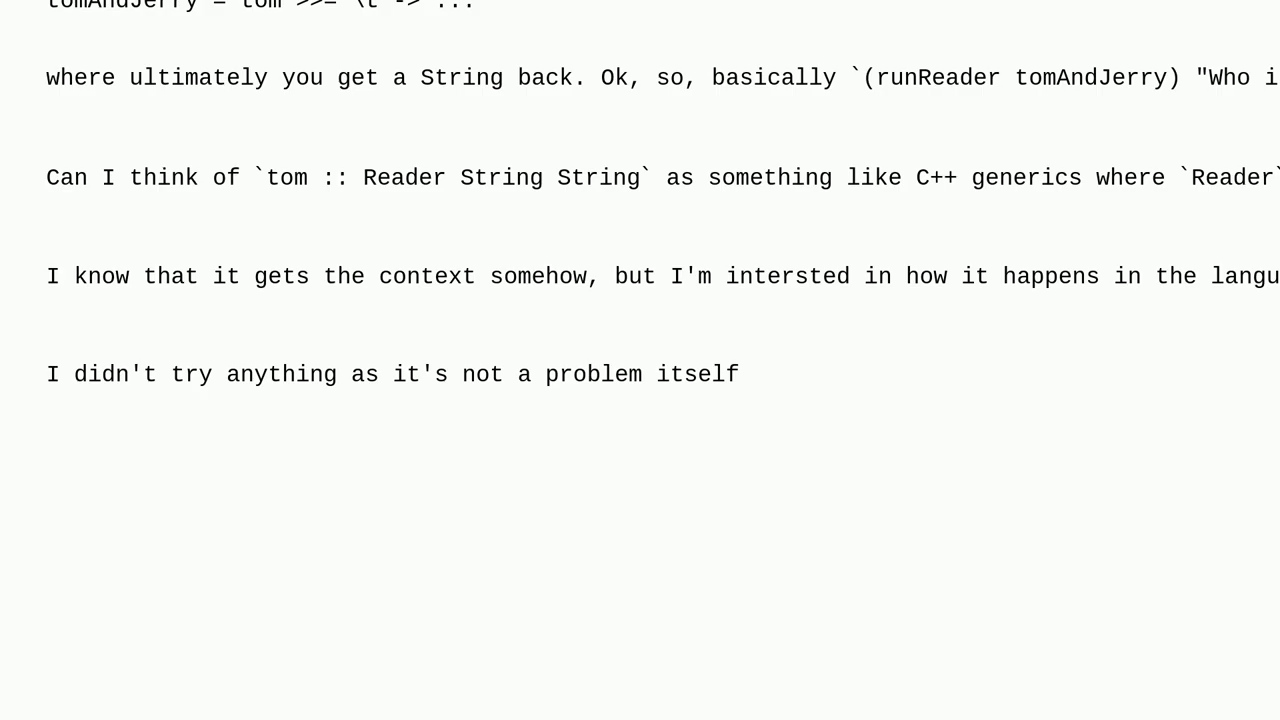 tomAndJerry = tom >>= \t -> ...
where ultimately you get a String back. Ok, so, basically `(runReader tomAndJerry) "Who i
Can I think of `tom :: Reader String String` as something like C++ generics where `Reader`
I know that it gets the context somehow, but I'm intersted in how it happens in the langu
I didn't try anything as it's not a problem itself